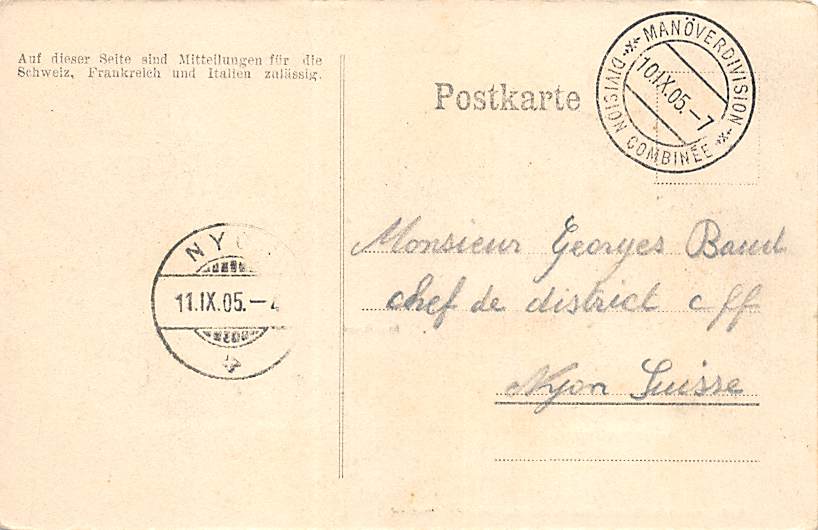 Auf dieser Seite sind Mitteilungen für die
Schweiz, Frankreich und Italien zulässig.
Postkarte
MANÖVERDIVISION
10.IX.05.-7
DIVISION COMBINÉE
NYON
11.IX.05.-4
Monsieur Georges Baud
chef de district cff
Nyon Suisse